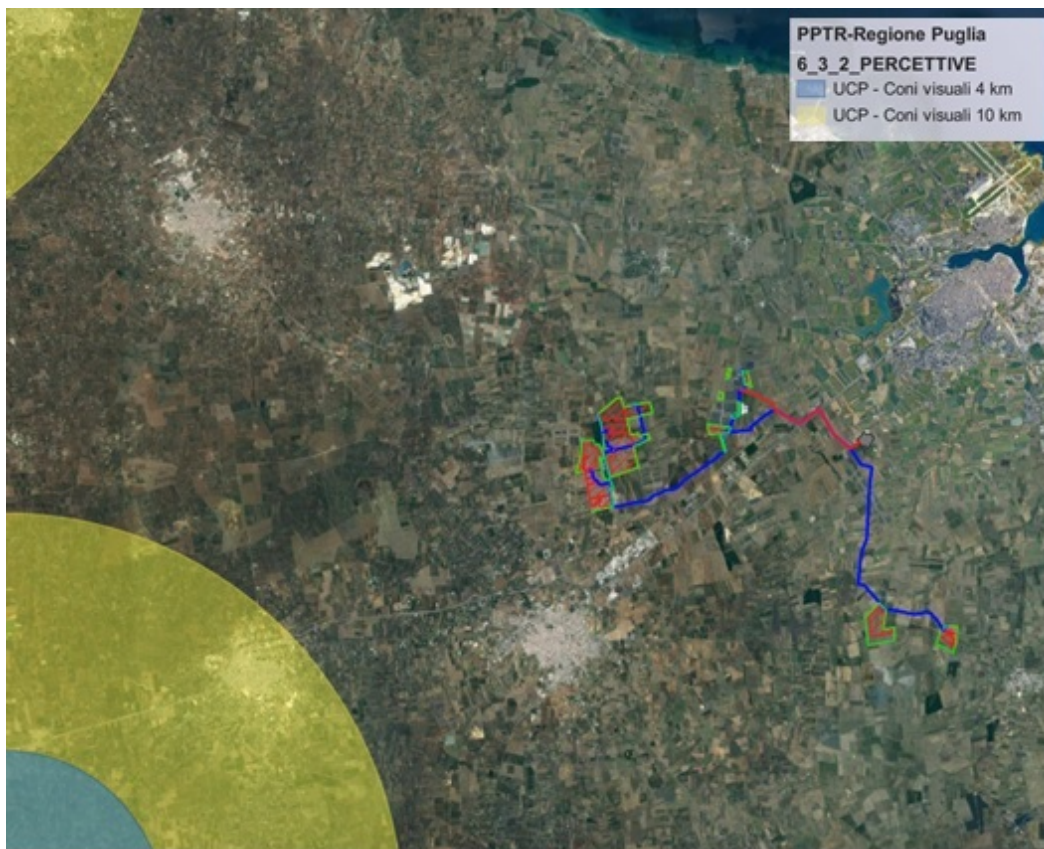 PPTR-Regione Puglia
6_3_2_PERCETTIVE
UCP - Coni visuali 4 km
UCP - Coni visuali 10 km